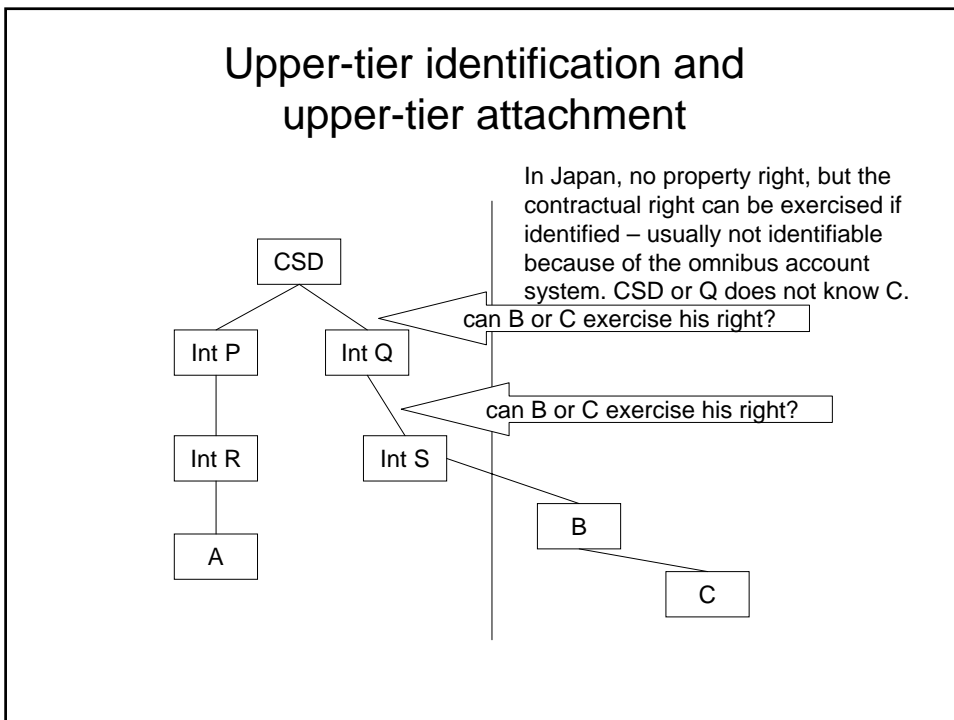 Upper-tier identification and
upper-tier attachment
In Japan, no property right, but the
contractual right can be exercised if
identified – usually not identifiable
because of the omnibus account
system. CSD or Q does not know C.
CSD
can B or C exercise his right?
Int P
Int Q
can B or C exercise his right?
Int R
Int S
B
A
C